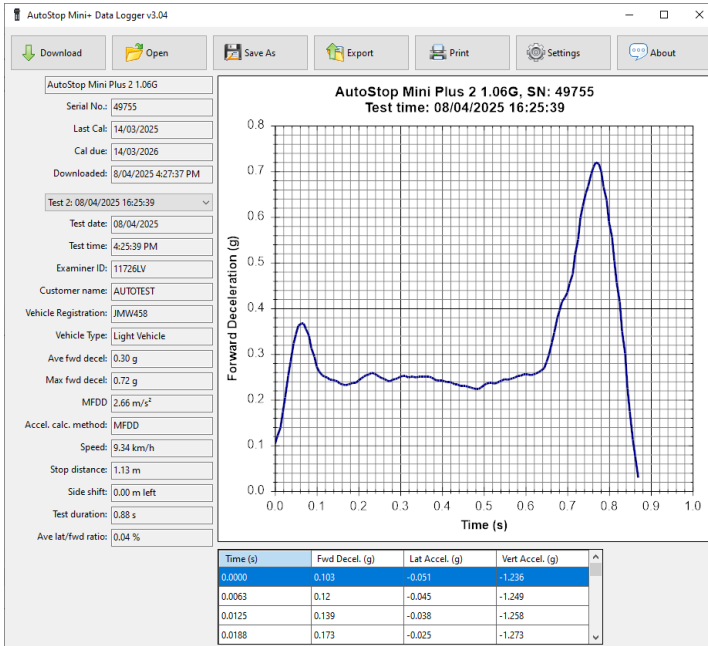 AutoStop Mini+ Data Logger v3.04
Download
Open
Save As
Export
Print
Settings
About
AutoStop Mini Plus 2 1.06G
Serial No.: 49755
Last Cal: 14/03/2025
Cal due: 14/03/2026
Downloaded: 8/04/2025 4:27:37 PM
Test 2: 08/04/2025 16:25:39
Test date: 08/04/2025
Test time: 4:25:39 PM
Examiner ID: 11726LV
Customer name: AUTOTEST
Vehicle Registration: JMW458
Vehicle Type: Light Vehicle
Ave fwd decel: 0.30 g
Max fwd decel: 0.72 g
MFDD 2.66 m/s²
Accel. calc. method: MFDD
Speed: 9.34 km/h
Stop distance: 1.13 m
Side shift: 0.00 m left
Test duration: 0.88 s
Ave lat/fwd ratio: 0.04 %
AutoStop Mini Plus 2 1.06G, SN: 49755
Test time: 08/04/2025 16:25:39
Forward Deceleration (g)
0.8
0.7
0.6
0.5
0.4
0.3
0.2
0.1
0.0
0.0 0.1 0.2 0.3 0.4 0.5 0.6 0.7 0.8 0.9 1.0
Time (s)
Time (s) Fwd Decel. (g) Lat Accel. (g) Vert Accel. (g)
0.0000 0.103 -0.051 -1.236
0.0063 0.12 -0.045 -1.249
0.0125 0.139 -0.038 -1.258
0.0188 0.173 -0.025 -1.273